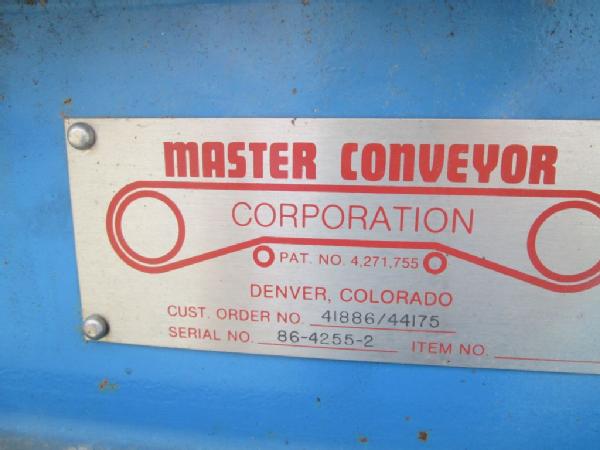 MASTER CONVEYOR
CORPORATION
PAT. NO. 4,271,755
DENVER, COLORADO
CUST. ORDER NO. 41886/44175
SERIAL NO. 86-4255-2 ITEM NO.